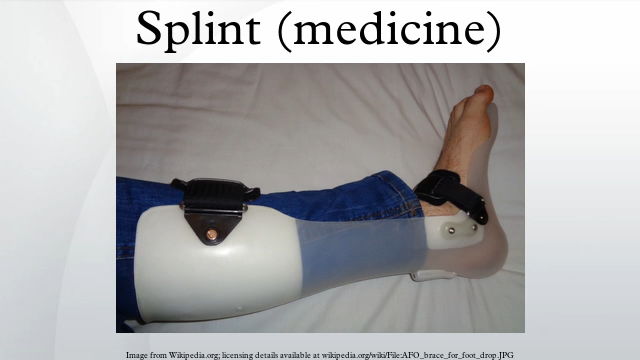 Splint (medicine)
Image from Wikipedia.org; licensing details available at wikipedia.org/wiki/File:AFO_brace_for_foot_drop.JPG